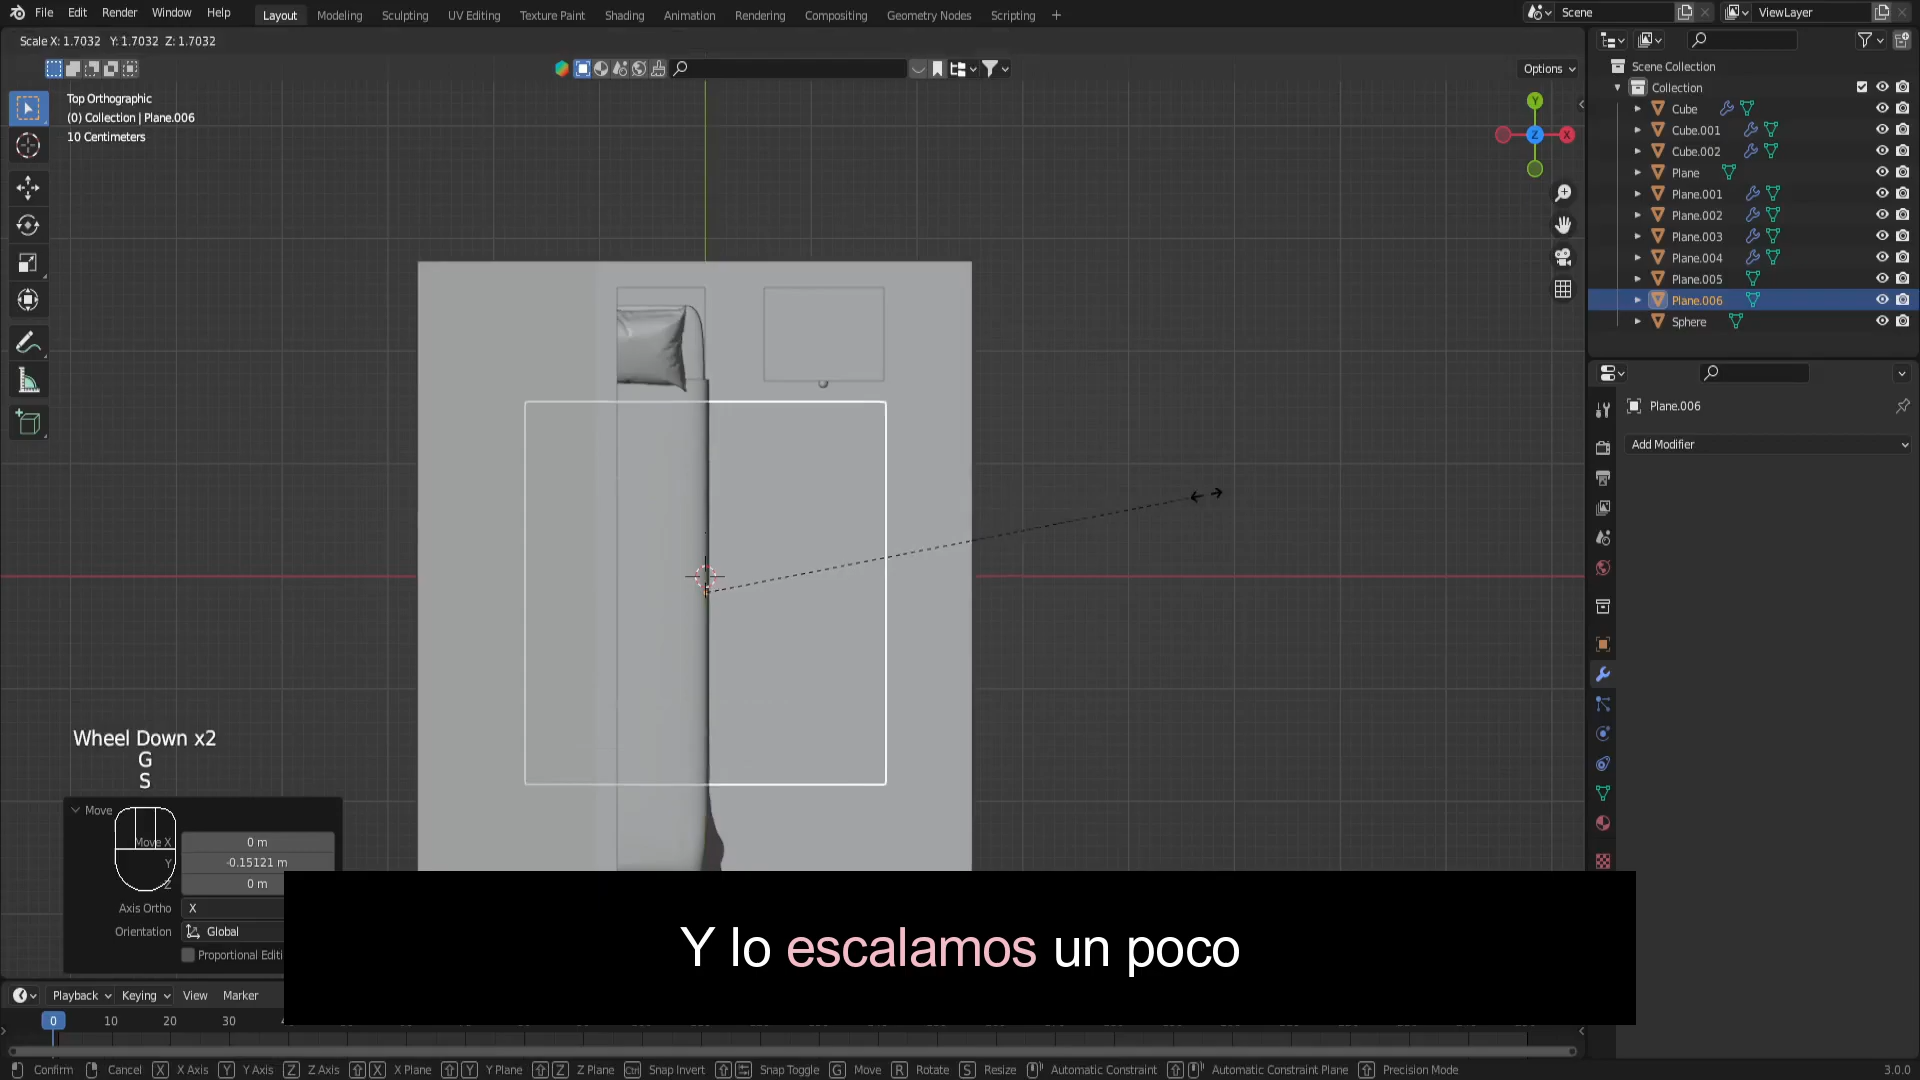 File Edit Render Window Help Layout Modeling Sculpting UV Editing Texture Paint Shading Animation Rendering Compositing Geometry Nodes Scripting + Scene ViewLayer
Scale X: 1.7032 Y: 1.7032 Z: 1.7032
Options
Top Orthographic
(0) Collection | Plane.006
10 Centimeters
Y
Z
X
Scene Collection
Collection
Cube
Cube.001
Cube.002
Plane
Plane.001
Plane.002
Plane.003
Plane.004
Plane.005
Plane.006
Sphere
Plane.006
Add Modifier
Wheel Down x2
G
S
Move
Move X 0 m
Y -0.15121 m
Z 0 m
Axis Ortho X
Orientation Global
Proportional Editi
Y lo escalamos un poco
Playback Keying View Marker
0 10 20 30
Confirm Cancel X X Axis Y Y Axis Z Z Axis X X Plane Y Y Plane Z Z Plane Ctrl Snap Invert Snap Toggle G Move R Rotate S Resize Automatic Constraint Automatic Constraint Plane Precision Mode 3.0.0